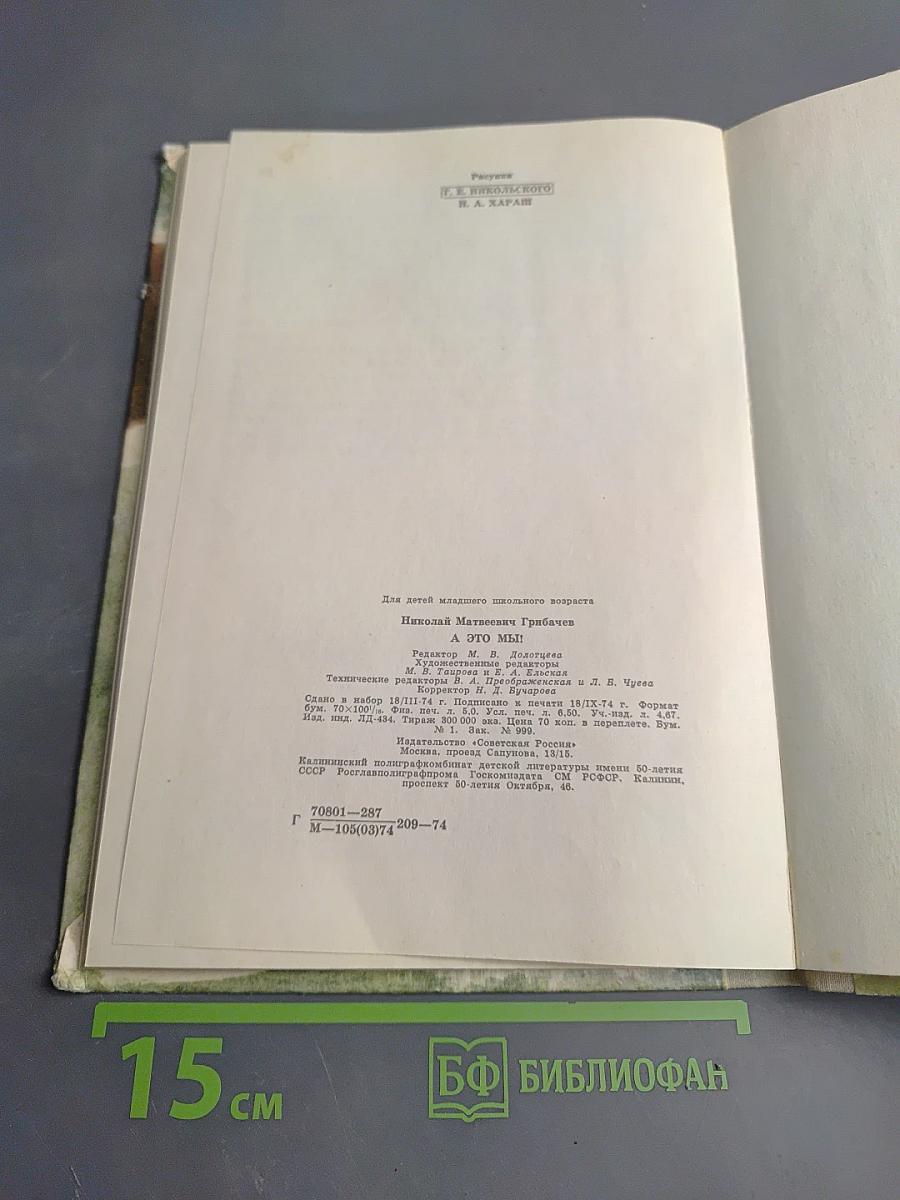 Рисунки
Г. Е. НИКОЛЬСКОГО
Н. А. ХАРАШ
Для детей младшего школьного возраста
Николай Матвеевич Грибачев
А ЭТО МЫ!
Редактор М. В. Долотцева
Художественные редакторы
М. В. Таирова и Е. А. Ельская
Технические редакторы В. А. Преображенская и Л. Б. Чуева
Корректор Н. Д. Бучарова
Сдано в набор 18/III-74 г. Подписано к печати 18/IX-74 г. Формат
бум. 70×100¹/₁₆. Физ. печ. л. 5,0. Усл. печ. л. 6,50. Уч.-изд. л. 4,67.
Изд. инд. ЛД-434. Тираж 300 000 экз. Цена 70 коп. в переплете. Бум.
№ 1. Зак. № 999.
Издательство «Советская Россия»
Москва, проезд Сапунова, 13/15.
Калининский полиграфкомбинат детской литературы имени 50-летия
СССР Росглавполиграфпрома Госкомиздата СМ РСФСР. Калинин,
проспект 50-летия Октября, 46.
Г 70801—287
М—105(03)74 209—74
15 см
БФ БИБЛИОФАН